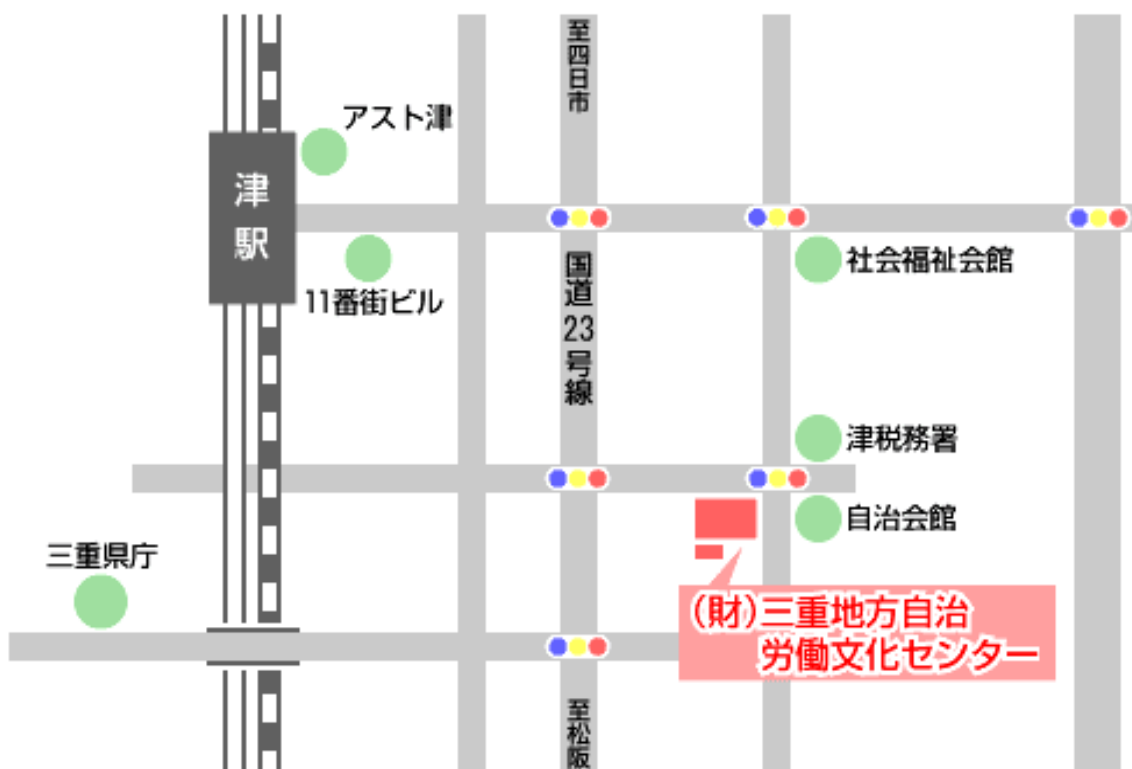 至四日市
アスト津
津駅
11番街ビル
国道23号線
社会福祉会館
津税務署
自治会館
三重県庁
(財)三重地方自治
労働文化センター
至松阪